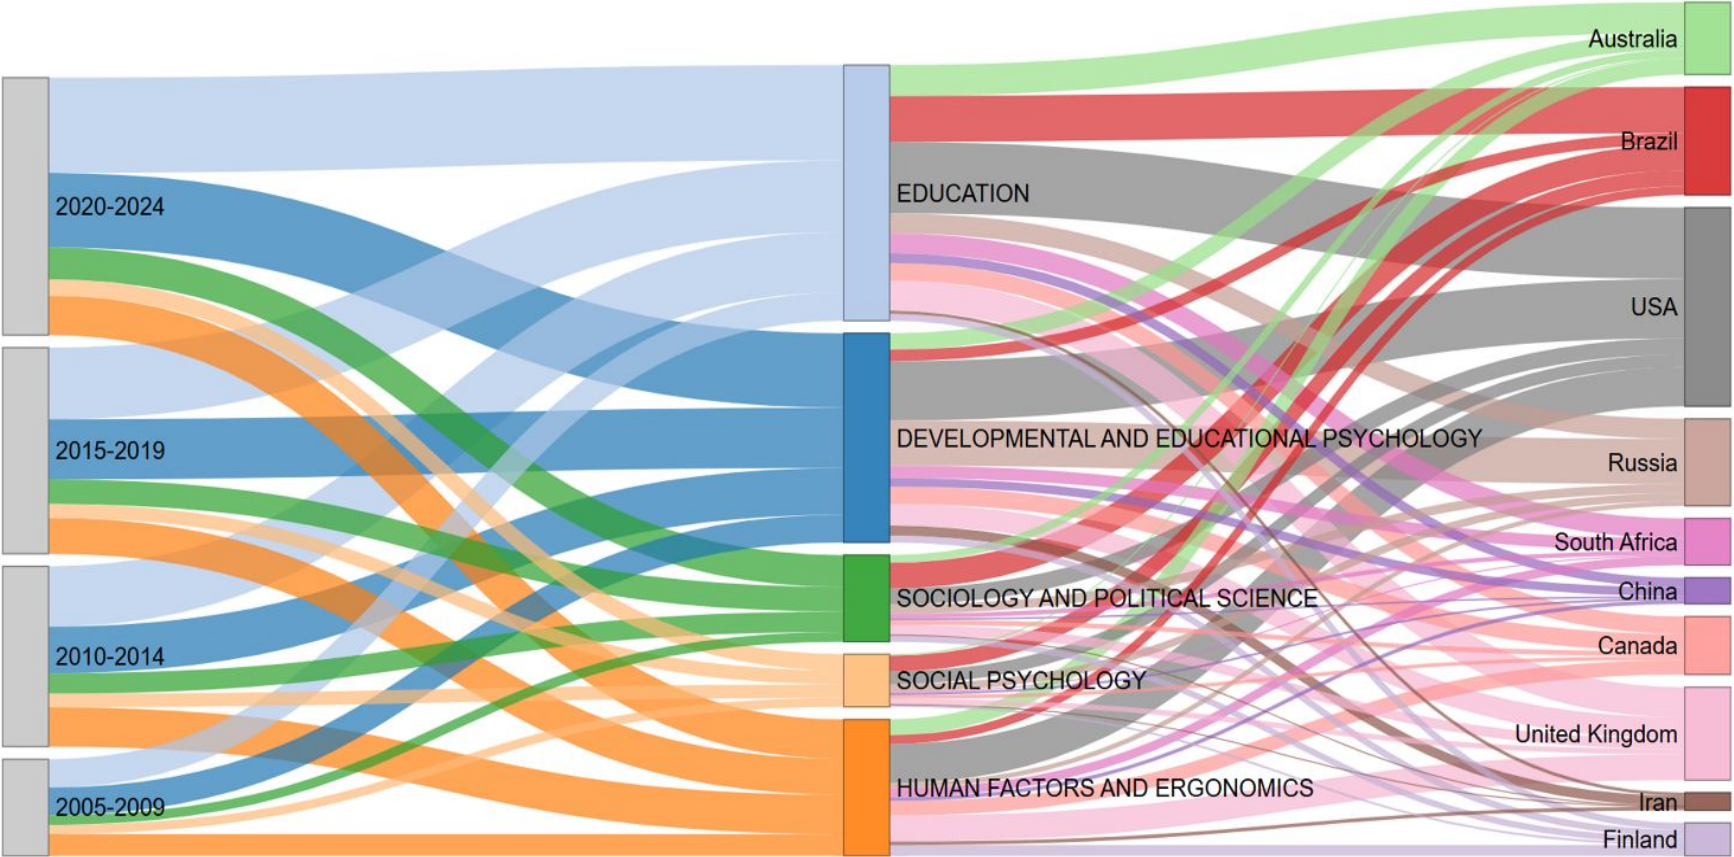 2020-2024
2015-2019
2010-2014
2005-2009
EDUCATION
DEVELOPMENTAL AND EDUCATIONAL PSYCHOLOGY
SOCIOLOGY AND POLITICAL SCIENCE
SOCIAL PSYCHOLOGY
HUMAN FACTORS AND ERGONOMICS
Australia
Brazil
USA
Russia
South Africa
China
Canada
United Kingdom
Iran
Finland